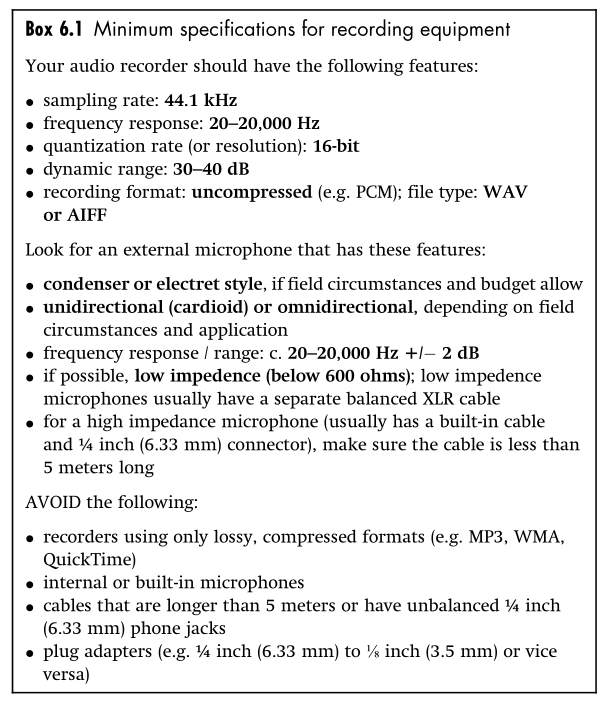 Box 6.1 Minimum specifications for recording equipment
Your audio recorder should have the following features:
• sampling rate: 44.1 kHz
• frequency response: 20–20,000 Hz
• quantization rate (or resolution): 16-bit
• dynamic range: 30–40 dB
• recording format: uncompressed (e.g. PCM); file type: WAV
or AIFF
Look for an external microphone that has these features:
• condenser or electret style, if field circumstances and budget allow
• unidirectional (cardioid) or omnidirectional, depending on field
circumstances and application
• frequency response / range: c. 20–20,000 Hz +/− 2 dB
• if possible, low impedence (below 600 ohms); low impedence
microphones usually have a separate balanced XLR cable
• for a high impedance microphone (usually has a built-in cable
and ¼ inch (6.33 mm) connector), make sure the cable is less than
5 meters long
AVOID the following:
• recorders using only lossy, compressed formats (e.g. MP3, WMA,
QuickTime)
• internal or built-in microphones
• cables that are longer than 5 meters or have unbalanced ¼ inch
(6.33 mm) phone jacks
• plug adapters (e.g. ¼ inch (6.33 mm) to ⅛ inch (3.5 mm) or vice
versa)